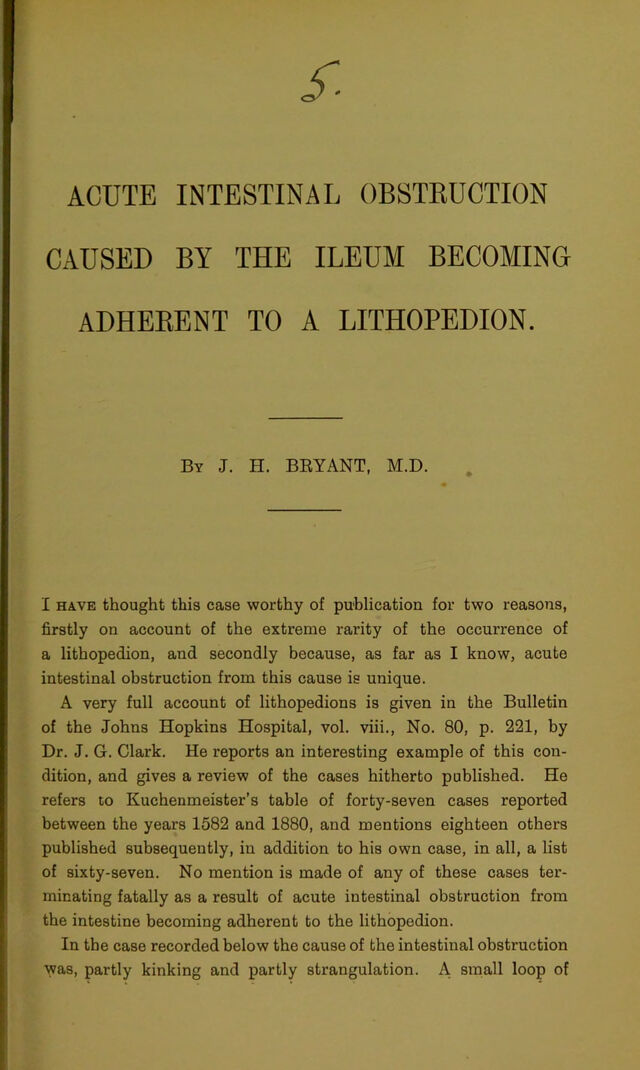 5.
ACUTE INTESTINAL OBSTRUCTION
CAUSED BY THE ILEUM BECOMING
ADHERENT TO A LITHOPEDION.
By J. H. BRYANT, M.D.
I have thought this case worthy of publication for two reasons,
firstly on account of the extreme rarity of the occurrence of
a lithopedion, and secondly because, as far as I know, acute
intestinal obstruction from this cause is unique.
A very full account of lithopedions is given in the Bulletin
of the Johns Hopkins Hospital, vol. viii., No. 80, p. 221, by
Dr. J. G. Clark. He reports an interesting example of this con-
dition, and gives a review of the cases hitherto published. He
refers to Kuchenmeister's table of forty-seven cases reported
between the years 1582 and 1880, and mentions eighteen others
published subsequently, in addition to his own case, in all, a list
of sixty-seven. No mention is made of any of these cases ter-
minating fatally as a result of acute intestinal obstruction from
the intestine becoming adherent to the lithopedion.
In the case recorded below the cause of the intestinal obstruction
was, partly kinking and partly strangulation. A small loop of